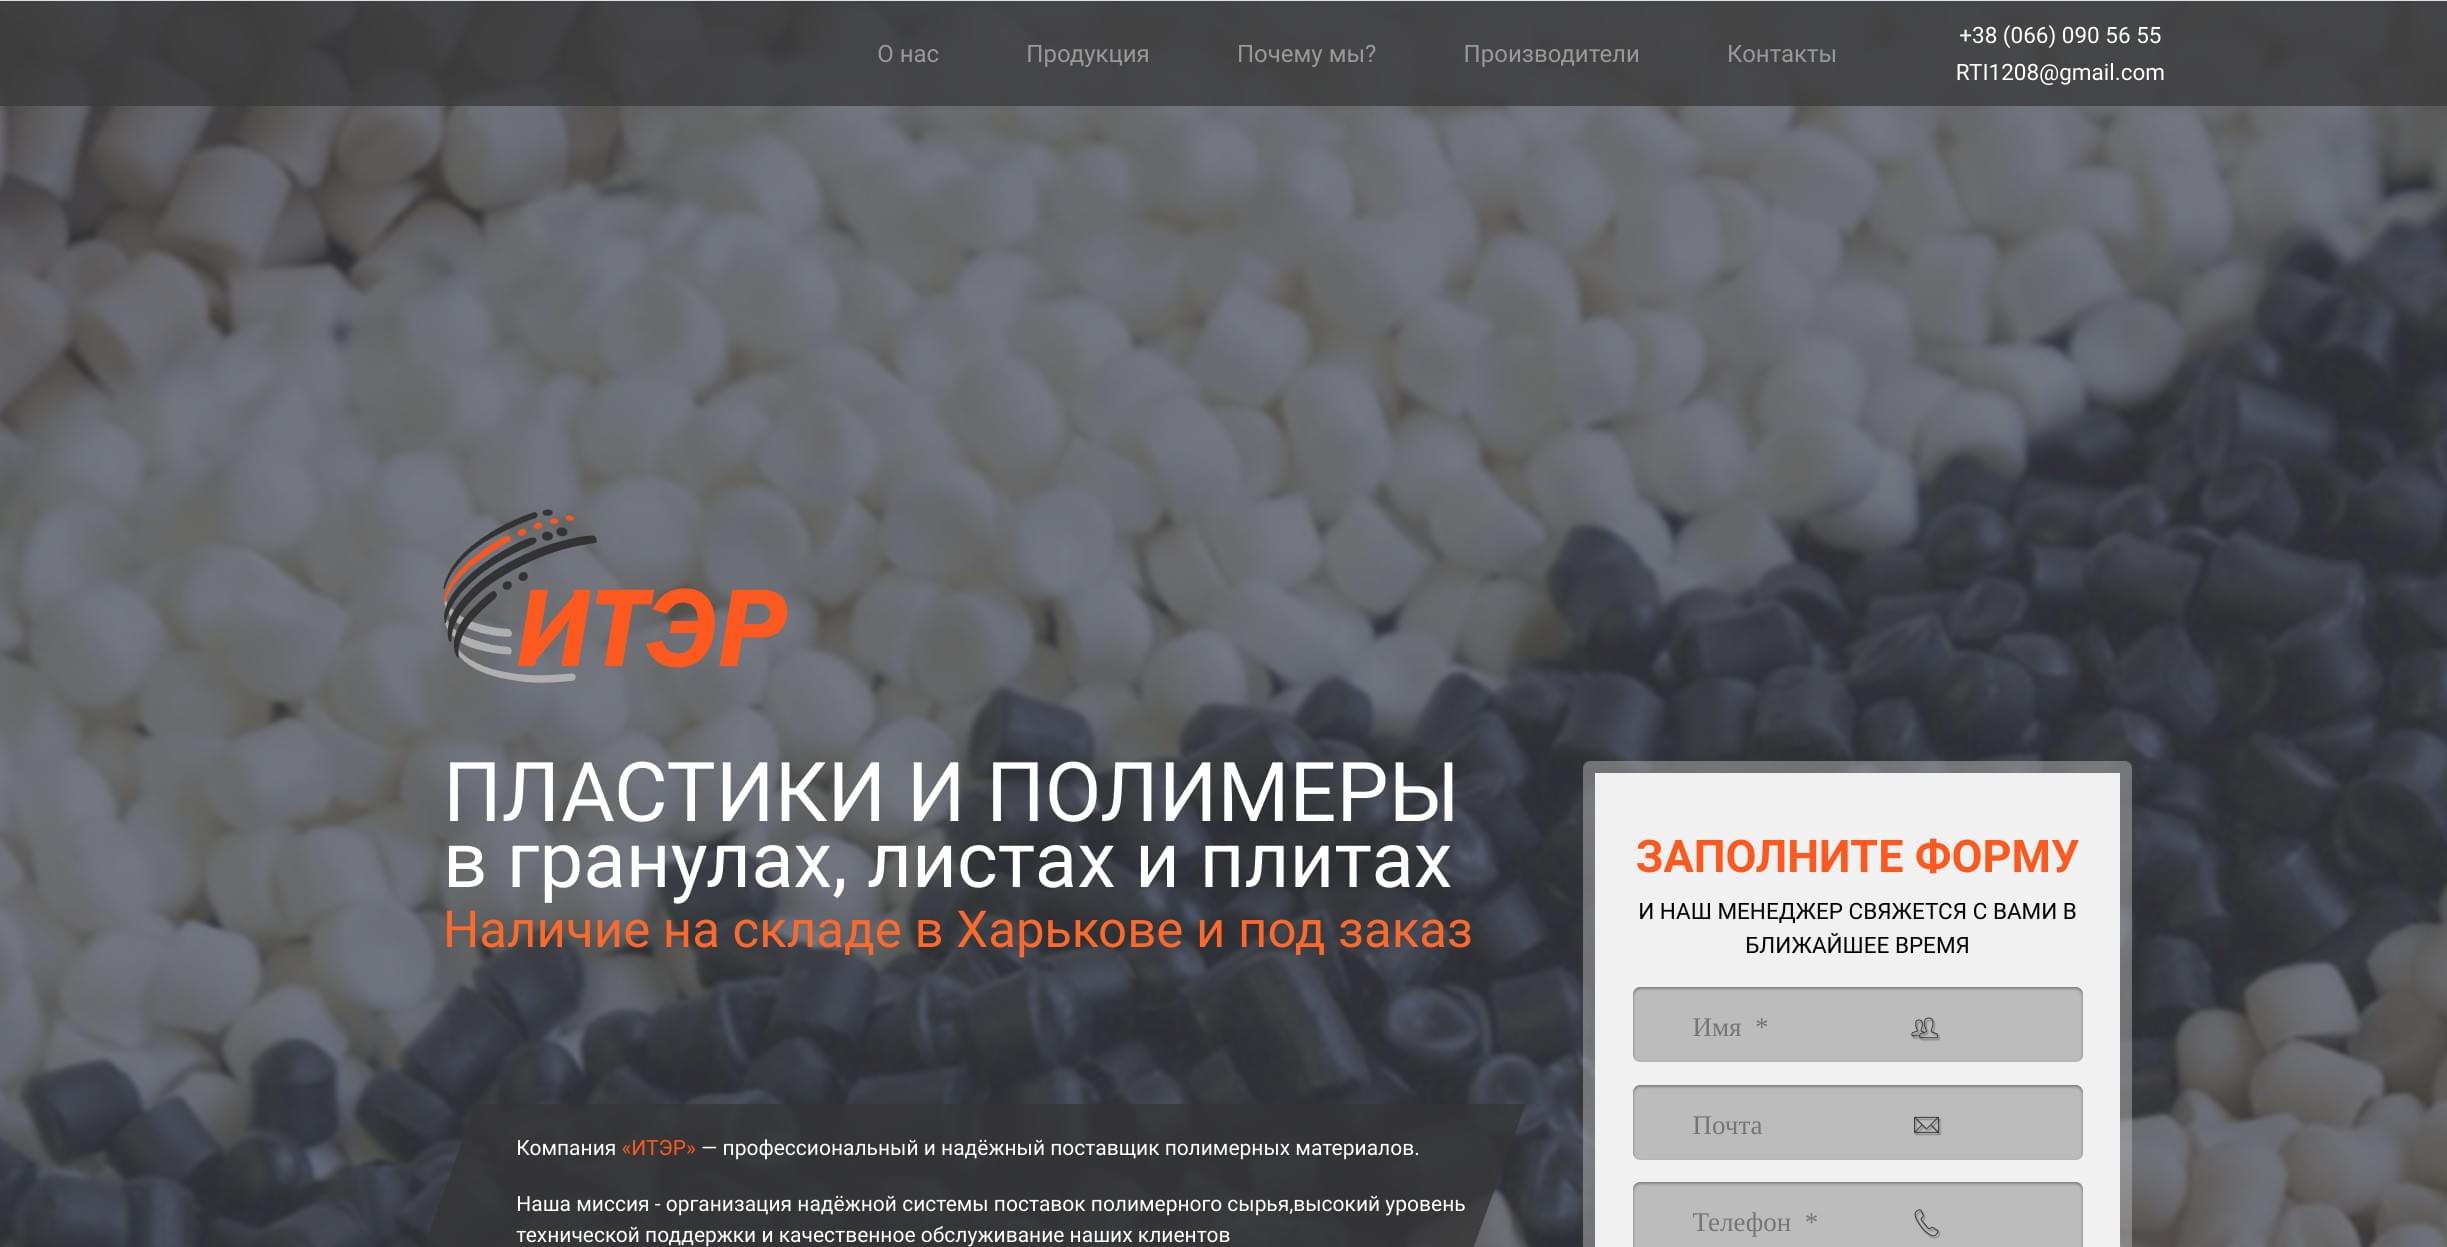 О нас Продукция Почему мы? Производители Контакты
+38 (066) 090 56 55
RTI1208@gmail.com
ИТЭР
ПЛАСТИКИ И ПОЛИМЕРЫ
в гранулах, листах и плитах
Наличие на складе в Харькове и под заказ
Компания «ИТЭР» — профессиональный и надёжный поставщик полимерных материалов.
Наша миссия - организация надёжной системы поставок полимерного сырья,высокий уровень
технической поддержки и качественное обслуживание наших клиентов
ЗАПОЛНИТЕ ФОРМУ
И НАШ МЕНЕДЖЕР СВЯЖЕТСЯ С ВАМИ В
БЛИЖАЙШЕЕ ВРЕМЯ
Имя *
Почта
Телефон *